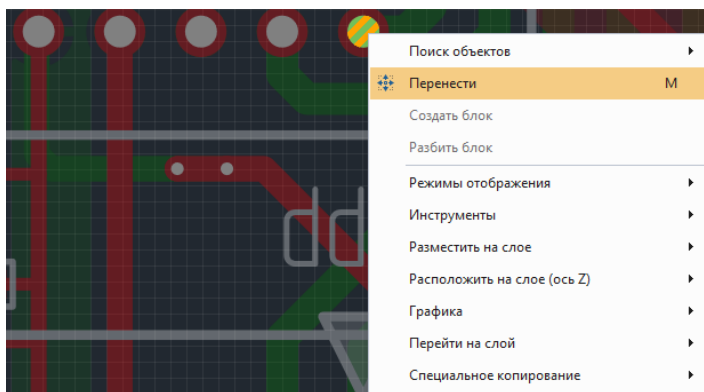 Поиск объектов
Перенести M
Создать блок
Разбить блок
Режимы отображения
Инструменты
Разместить на слое
Расположить на слое (ось Z)
Графика
Перейти на слой
Специальное копирование